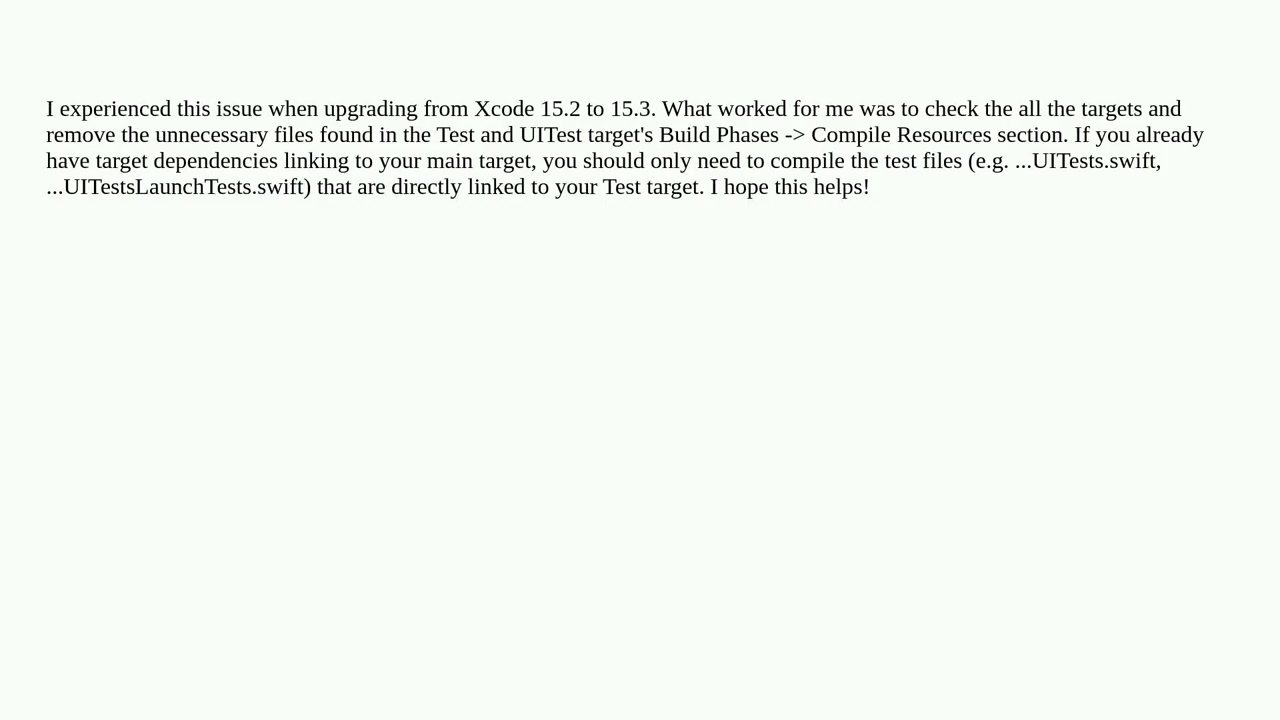 I experienced this issue when upgrading from Xcode 15.2 to 15.3. What worked for me was to check the all the targets and
remove the unnecessary files found in the Test and UITest target's Build Phases -> Compile Resources section. If you already
have target dependencies linking to your main target, you should only need to compile the test files (e.g. ...UITests.swift,
...UITestsLaunchTests.swift) that are directly linked to your Test target. I hope this helps!